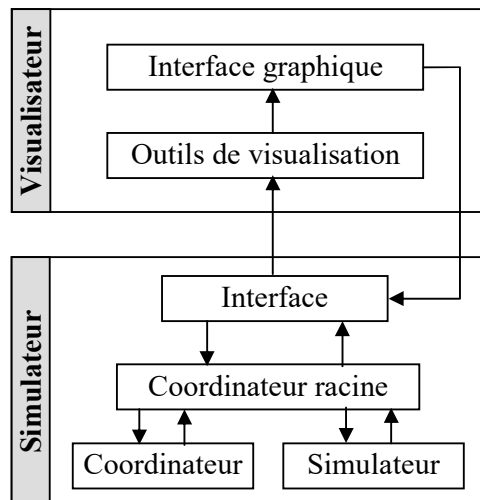 Visualisateur
Interface graphique
Outils de visualisation
Simulateur
Interface
Coordinateur racine
Coordinateur
Simulateur